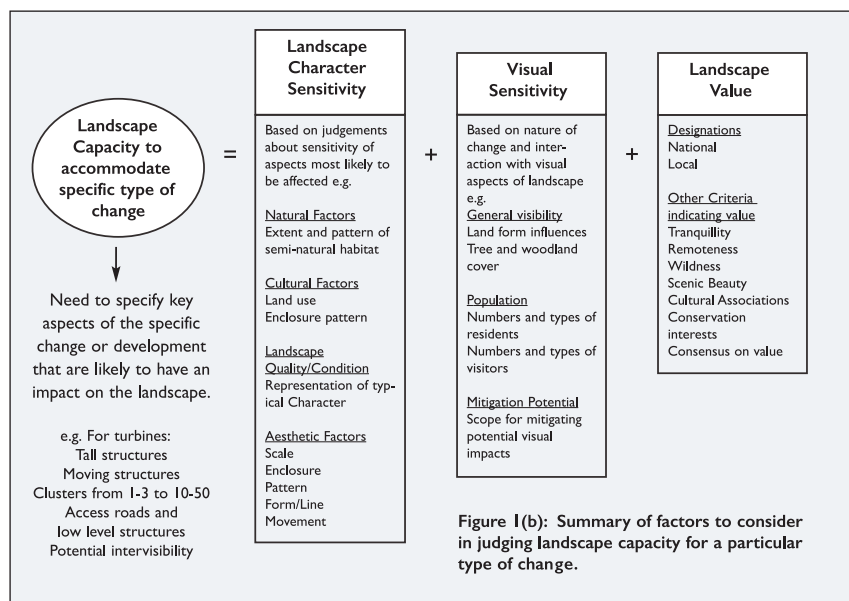 Landscape
Capacity to
accommodate
specific type of
change
Need to specify key
aspects of the specific
change or development
that are likely to have an
impact on the landscape.
e.g. For turbines:
Tall structures
Moving structures
Clusters from 1-3 to 10-50
Access roads and
low level structures
Potential intervisibility
=
Landscape
Character
Sensitivity
Based on judgements
about sensitivity of
aspects most likely to
be affected e.g.
Natural Factors
Extent and pattern of
semi-natural habitat
Cultural Factors
Land use
Enclosure pattern
Landscape
Quality/Condition
Representation of typ-
ical Character
Aesthetic Factors
Scale
Enclosure
Pattern
Form/Line
Movement
+
Visual
Sensitivity
Based on nature of
change and inter-
action with visual
aspects of landscape
e.g.
General visibility
Land form influences
Tree and woodland
cover
Population
Numbers and types of
residents
Numbers and types of
visitors
Mitigation Potential
Scope for mitigating
potential visual
impacts
+
Landscape
Value
Designations
National
Local
Other Criteria
indicating value
Tranquillity
Remoteness
Wildness
Scenic Beauty
Cultural Associations
Conservation
interests
Consensus on value
Figure 1(b): Summary of factors to consider
in judging landscape capacity for a particular
type of change.